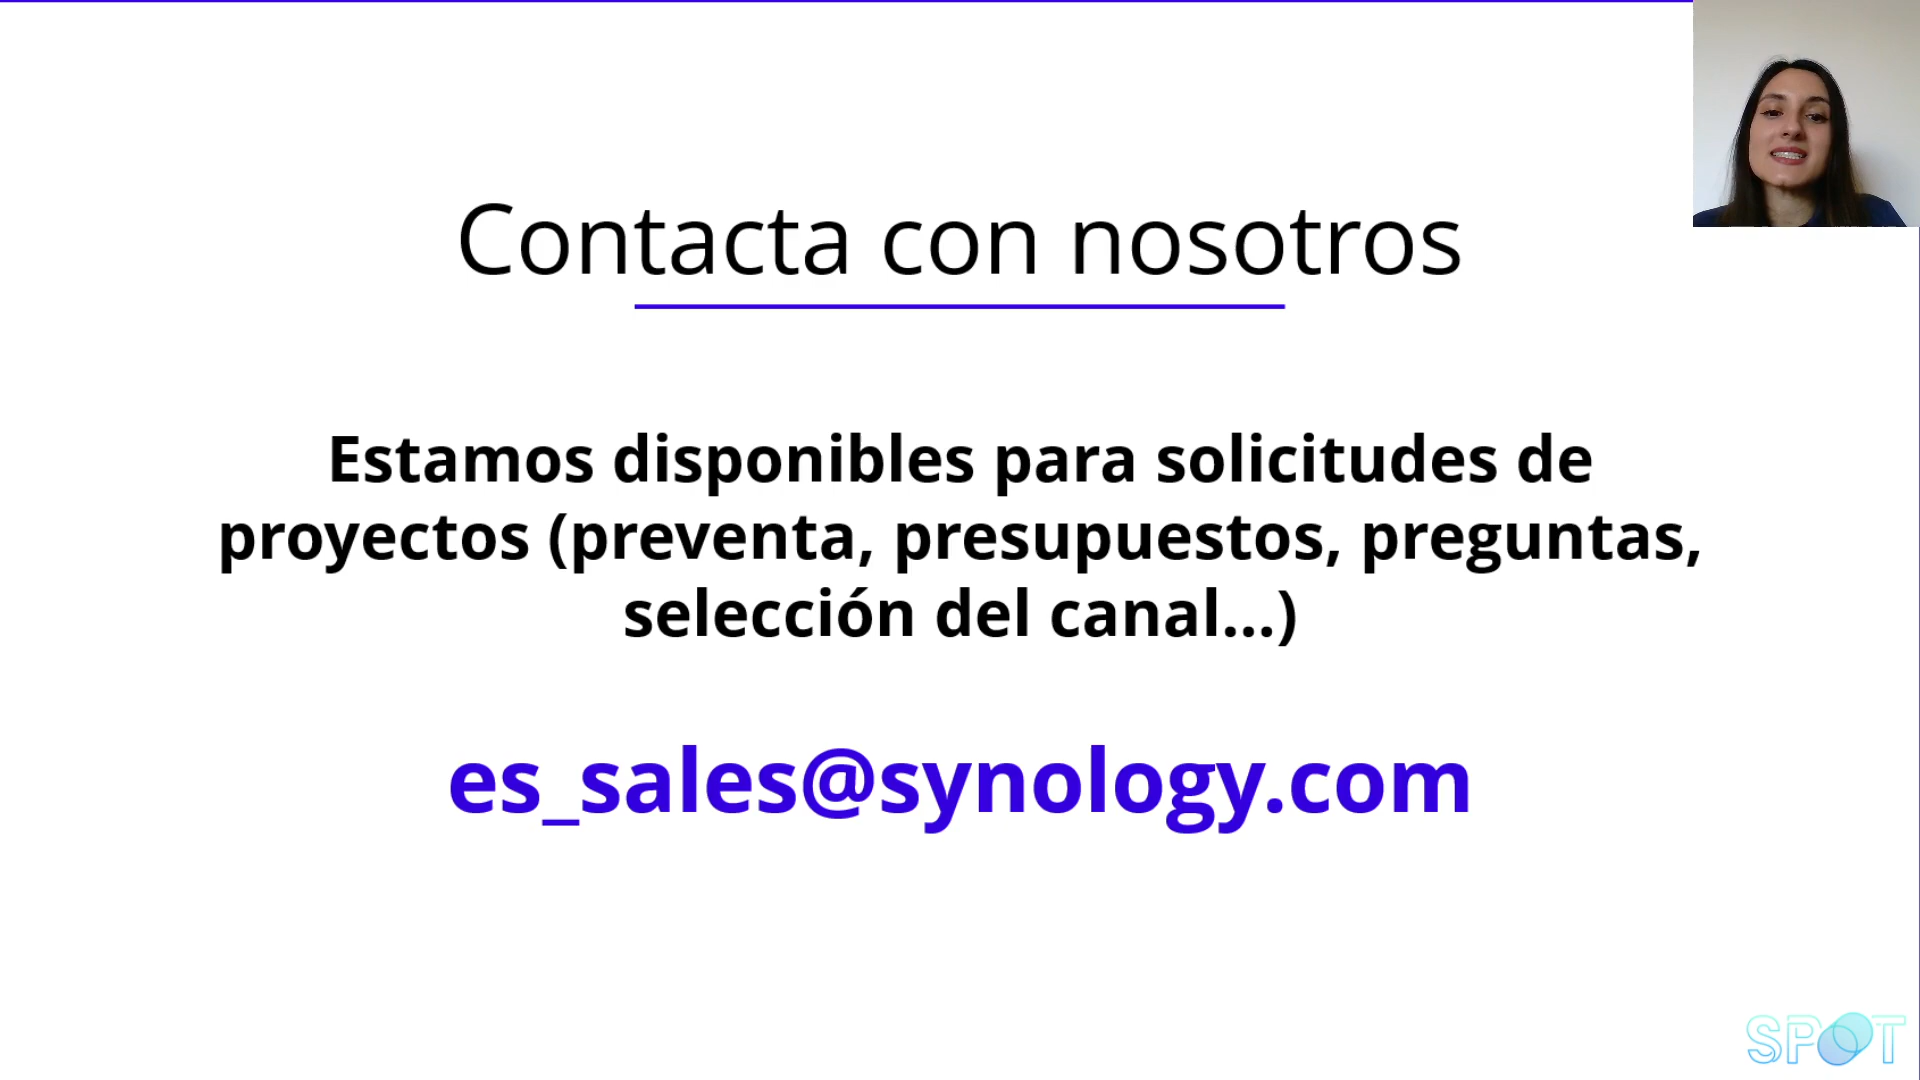 Contacta con nosotros
Estamos disponibles para solicitudes de
proyectos (preventa, presupuestos, preguntas,
selección del canal...)
es_sales@synology.com
SPOT